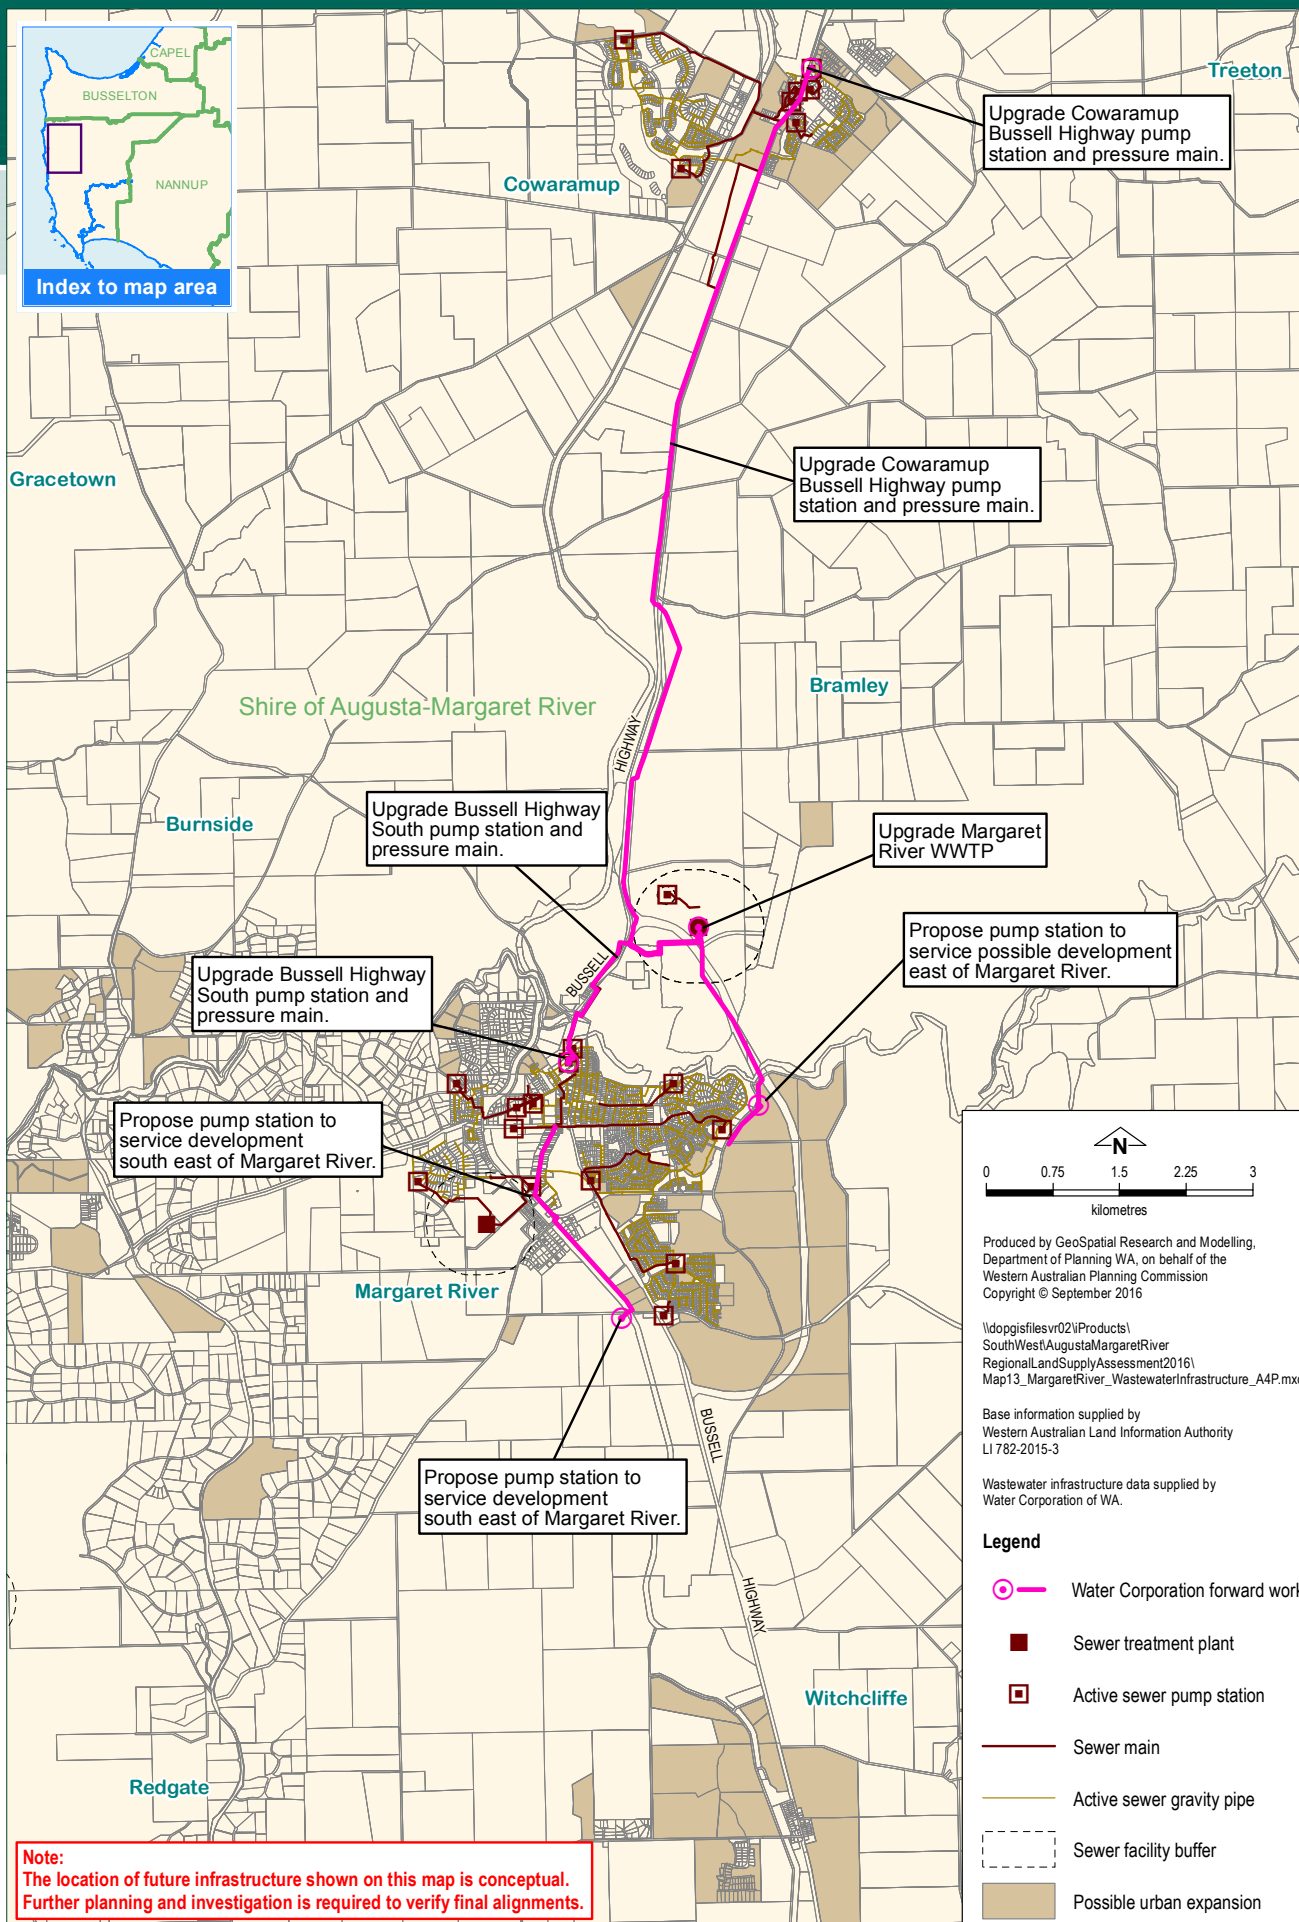 CAPEL
BUSSELTON
NANNUP
Index to map area
Treeton
Upgrade Cowaramup
Bussell Highway pump
station and pressure main.
Cowaramup
Gracetown
Upgrade Cowaramup
Bussell Highway pump
station and pressure main.
Bramley
Shire of Augusta-Margaret River
HIGHWAY
Burnside
Upgrade Bussell Highway
South pump station and
pressure main.
Upgrade Margaret
River WWTP
Propose pump station to
service possible development
east of Margaret River.
BUSSELL
Upgrade Bussell Highway
South pump station and
pressure main.
Propose pump station to
service development
south east of Margaret River.
Margaret River
BUSSELL
Propose pump station to
service development
south east of Margaret River.
HIGHWAY
Witchcliffe
Redgate
Note:
The location of future infrastructure shown on this map is conceptual.
Further planning and investigation is required to verify final alignments.
N
0 0.75 1.5 2.25 3
kilometres
Produced by GeoSpatial Research and Modelling,
Department of Planning WA, on behalf of the
Western Australian Planning Commission
Copyright © September 2016
\\dopgisfilesvr02\iProducts\
SouthWest\AugustaMargaretRiver
RegionalLandSupplyAssessment2016\
Map13_MargaretRiver_WastewaterInfrastructure_A4P.mxd
Base information supplied by
Western Australian Land Information Authority
LI 782-2015-3
Wastewater infrastructure data supplied by
Water Corporation of WA.
Legend
Water Corporation forward work
Sewer treatment plant
Active sewer pump station
Sewer main
Active sewer gravity pipe
Sewer facility buffer
Possible urban expansion